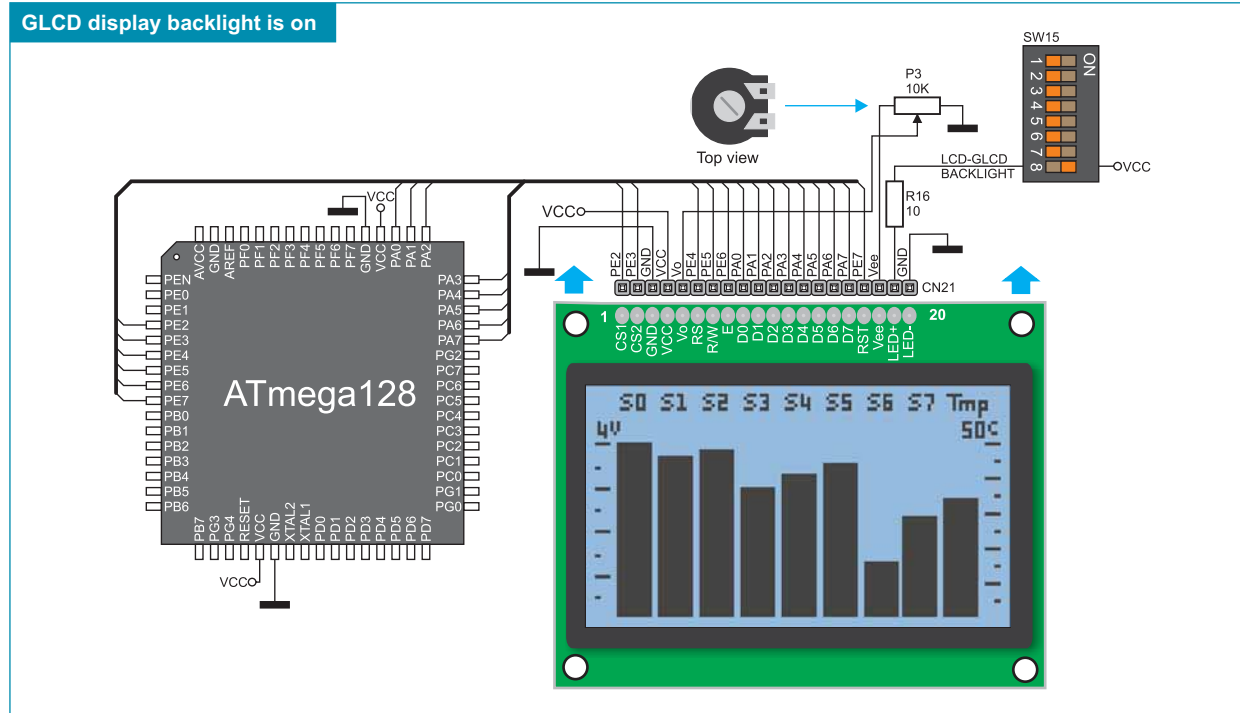 GLCD display backlight is on
SW15
ON
1
2
3
4
5
6
7
8
P3
10K
Top view
LCD-GLCD
BACKLIGHT
VCC
R16
10
VCC
VCC
AVCC
GND
AREF
PF0
PF1
PF2
PF3
PF4
PF5
PF6
PF7
GND
VCC
PA0
PA1
PA2
PEN
PE0
PE1
PE2
PE3
PE4
PE5
PE6
PE7
PB0
PB1
PB2
PB3
PB4
PB5
PB6
ATmega128
PA3
PA4
PA5
PA6
PA7
PG2
PC7
PC6
PC5
PC4
PC3
PC2
PC1
PC0
PG1
PG0
PB7
PG3
PG4
RESET
VCC
GND
XTAL2
XTAL1
PD0
PD1
PD2
PD3
PD4
PD5
PD6
PD7
VCC
PE2
PE3
GND
VCC
Vo
PE4
PE5
PE6
PA0
PA1
PA2
PA3
PA4
PA5
PA6
PA7
PE7
Vee
GND
CN21
1
20
CS1
CS2
GND
VCC
Vo
RS
R/W
E
D0
D1
D2
D3
D4
D5
D6
D7
RST
Vee
LED+
LED-
S0 S1 S2 S3 S4 S5 S6 S7 Tmp
4V 50C